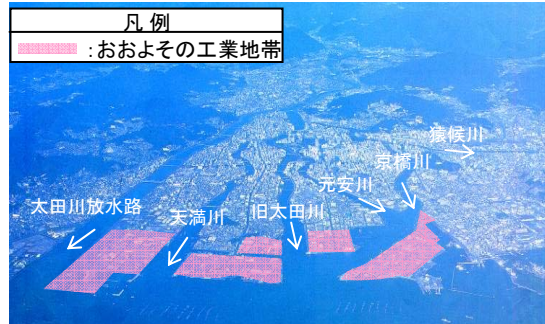 凡 例
：おおよその工業地帯
猿候川
京橋川
元安川
旧太田川
天満川
太田川放水路